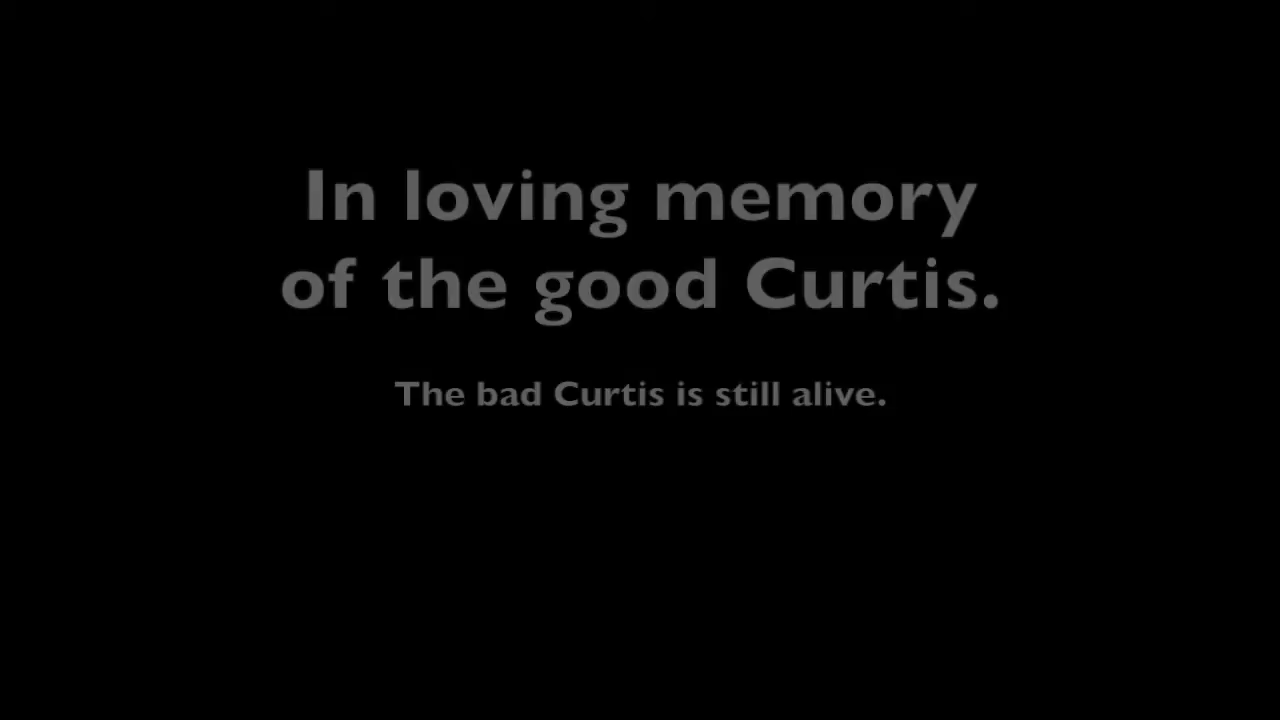 In loving memory
of the good Curtis.
The bad Curtis is still alive.